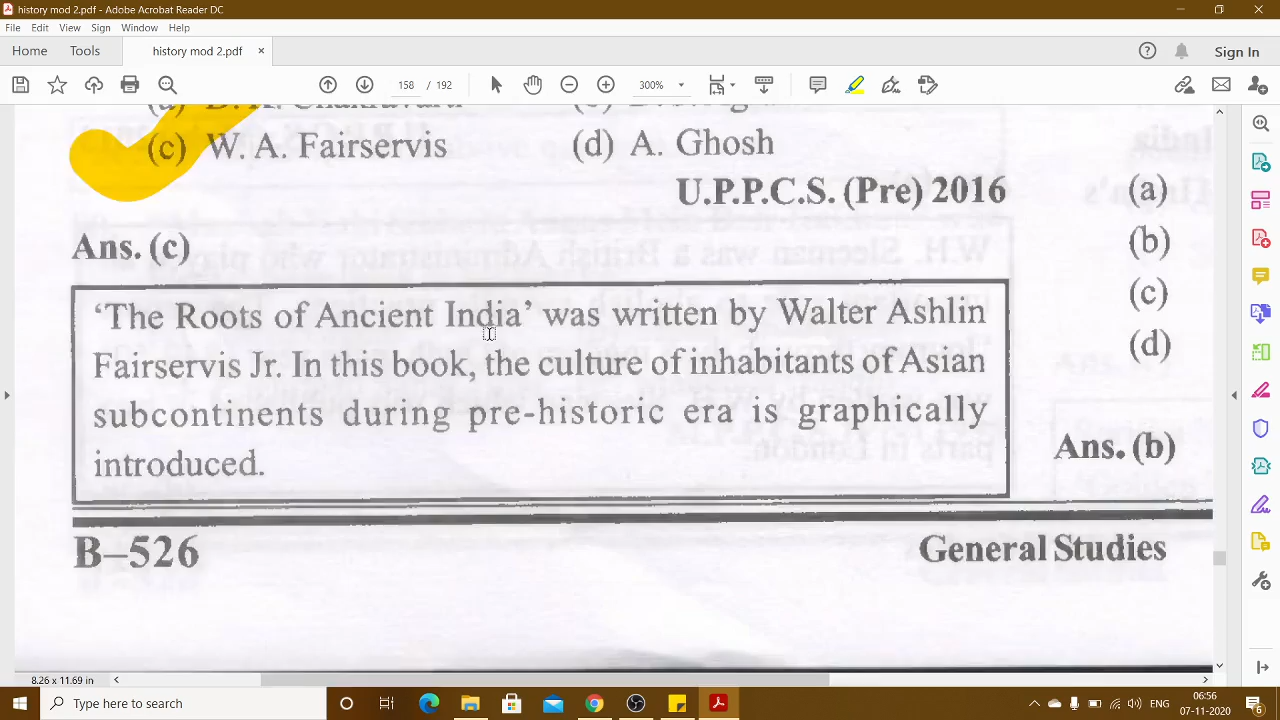 history mod 2.pdf - Adobe Acrobat Reader DC
File Edit View Sign Window Help
Home Tools history mod 2.pdf × Sign In
158 / 192 300%
(c) W. A. Fairservis (d) A. Ghosh
U.P.P.C.S. (Pre) 2016
Ans. (c)
‘The Roots of Ancient India’ was written by Walter Ashlin
Fairservis Jr. In this book, the culture of inhabitants of Asian
subcontinents during pre-historic era is graphically
introduced.
B–526 General Studies
(a)
(b)
(c)
(d)
Ans. (b)
8.26 x 11.69 in
Type here to search
ENG 06:56
07-11-2020
6